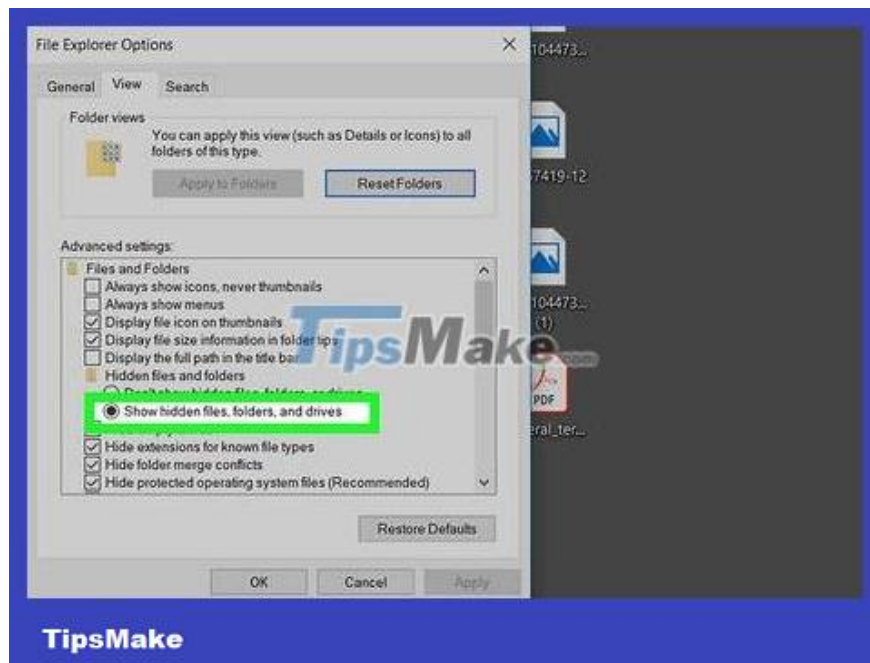 File Explorer Options
104473...
General View Search
Folder views
You can apply this view (such as Details or Icons) to all
folders of this type.
Apply to Folders Reset Folders
7419-12
Advanced settings:
Files and Folders
Always show icons, never thumbnails
Always show menus
Display file icon on thumbnails
Display file size information in folder tips
Display the full path in the title bar
Hidden files and folders
Show hidden files, folders, and drives
Hide extensions for known file types
Hide folder merge conflicts
Hide protected operating system files (Recommended)
104473...
(1)
PDF
eral_ter...
TipsMake.com
Restore Defaults
OK Cancel Apply
TipsMake